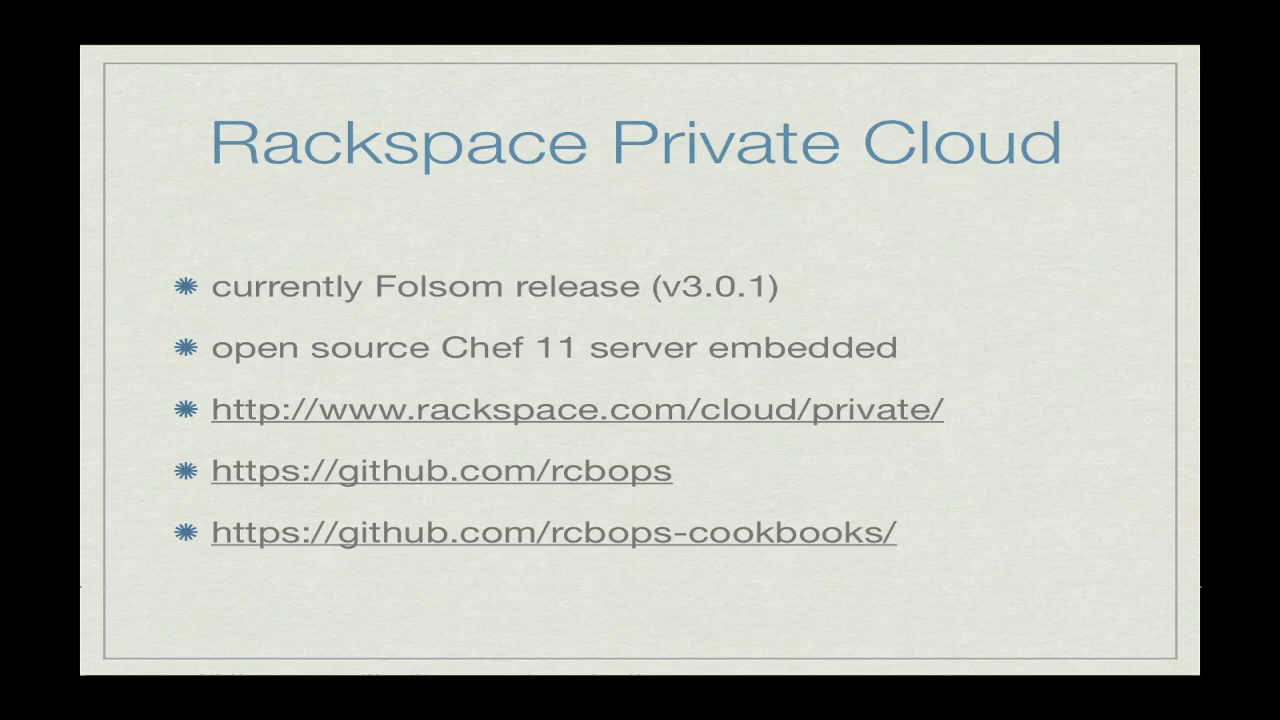 Rackspace Private Cloud
currently Folsom release (v3.0.1)
open source Chef 11 server embedded
http://www.rackspace.com/cloud/private/
https://github.com/rcbops
https://github.com/rcbops-cookbooks/